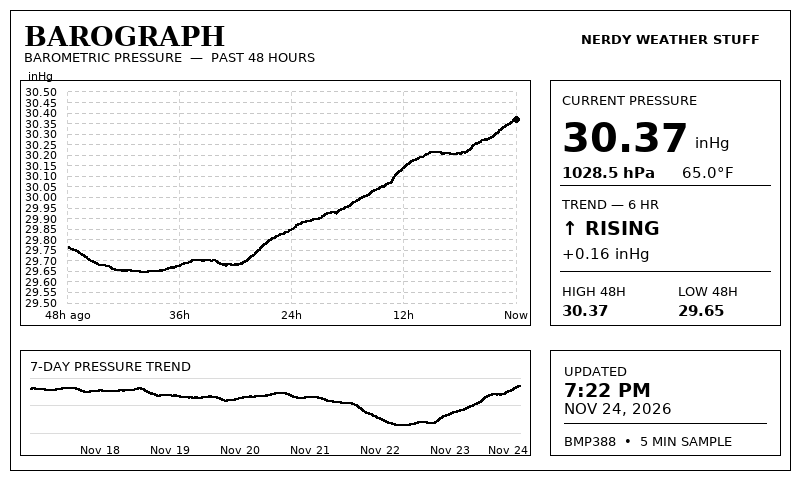 BAROGRAPH
BAROMETRIC PRESSURE — PAST 48 HOURS
NERDY WEATHER STUFF
inHg
30.50
30.45
30.40
30.35
30.30
30.25
30.20
30.15
30.10
30.05
30.00
29.95
29.90
29.85
29.80
29.75
29.70
29.65
29.60
29.55
29.50
48h ago 36h 24h 12h Now
CURRENT PRESSURE
30.37 inHg
1028.5 hPa 65.0°F
TREND — 6 HR
↑ RISING
+0.16 inHg
HIGH 48H LOW 48H
30.37 29.65
7-DAY PRESSURE TREND
Nov 18 Nov 19 Nov 20 Nov 21 Nov 22 Nov 23 Nov 24
UPDATED
7:22 PM
NOV 24, 2026
BMP388 • 5 MIN SAMPLE